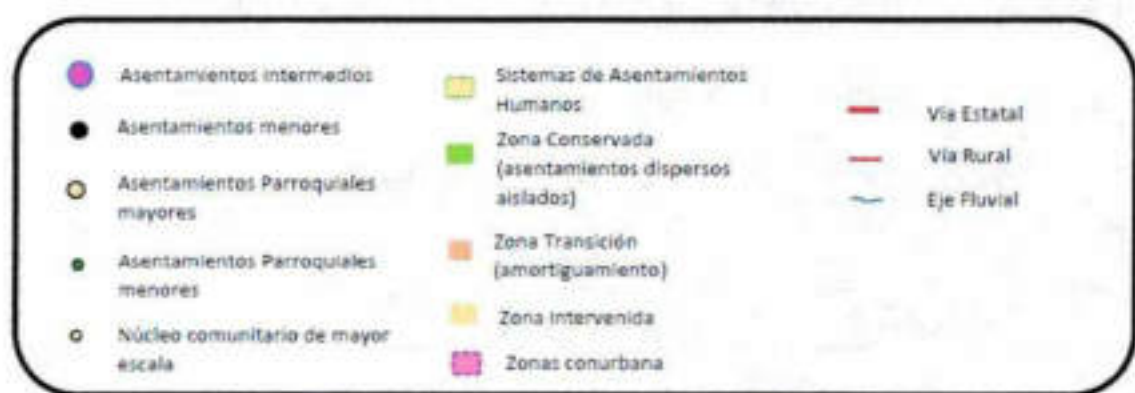 Asentamientos intermedios
Asentamientos menores
Asentamientos Parroquiales
mayores
Asentamientos Parroquiales
menores
Núcleo comunitario de mayor
escala
Sistemas de Asentamientos
Humanos
Zona Conservada
(asentamientos dispersos
aislados)
Zona Transición
(amortiguamiento)
Zona Intervenida
Zonas conurbana
Vía Estatal
Vía Rural
Eje Fluvial